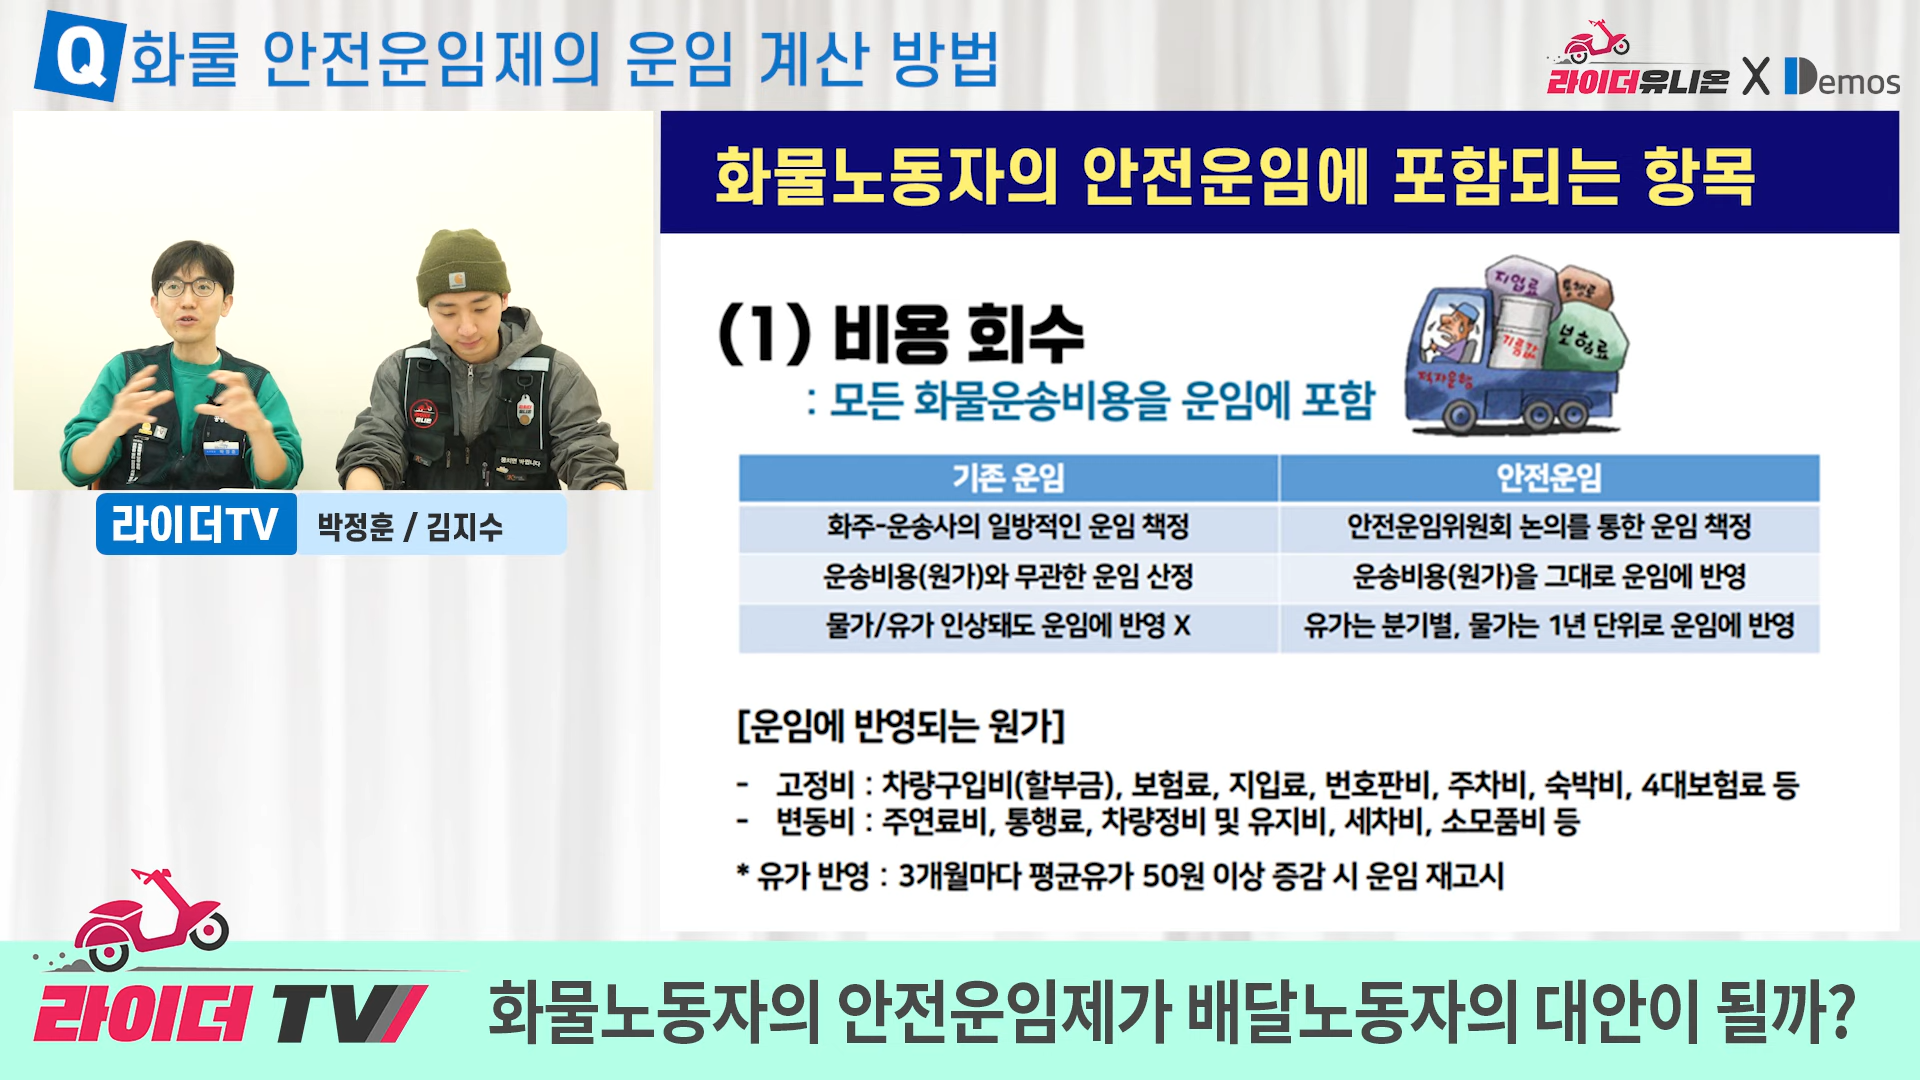 Q 화물 안전운임제의 운임 계산 방법
라이더유니온 X Demos
화물노동자의 안전운임에 포함되는 항목
(1) 비용 회수
: 모든 화물운송비용을 운임에 포함
지입료
통행료
기름값
보험료
적자운행
기존 운임 안전운임
화주-운송사의 일방적인 운임 책정 안전운임위원회 논의를 통한 운임 책정
운송비용(원가)와 무관한 운임 산정 운송비용(원가)을 그대로 운임에 반영
물가/유가 인상돼도 운임에 반영 X 유가는 분기별, 물가는 1년 단위로 운임에 반영
[운임에 반영되는 원가]
- 고정비 : 차량구입비(할부금), 보험료, 지입료, 번호판비, 주차비, 숙박비, 4대보험료 등
- 변동비 : 주연료비, 통행료, 차량정비 및 유지비, 세차비, 소모품비 등
* 유가 반영 : 3개월마다 평균유가 50원 이상 증감 시 운임 재고시
라이더TV 박정훈 / 김지수
라이더 TV
화물노동자의 안전운임제가 배달노동자의 대안이 될까?